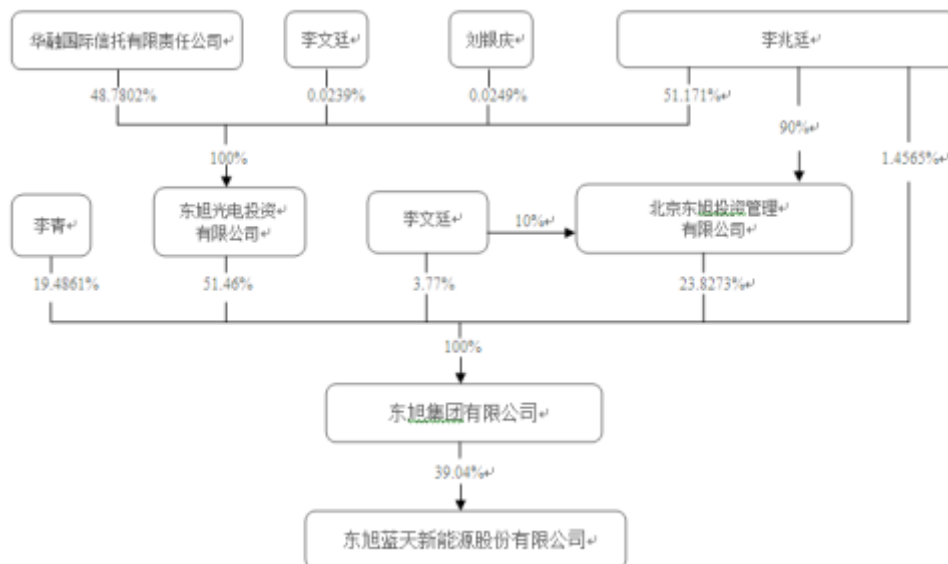 华融国际信托有限责任公司
李文廷
刘银庆
李兆廷
48.7802%
0.0239%
0.0249%
51.171%
90%
1.4565%
100%
李青
东旭光电投资
有限公司
李文廷
10%
北京东旭投资管理
有限公司
19.4861%
51.46%
3.77%
23.8273%
100%
东旭集团有限公司
39.04%
东旭蓝天新能源股份有限公司